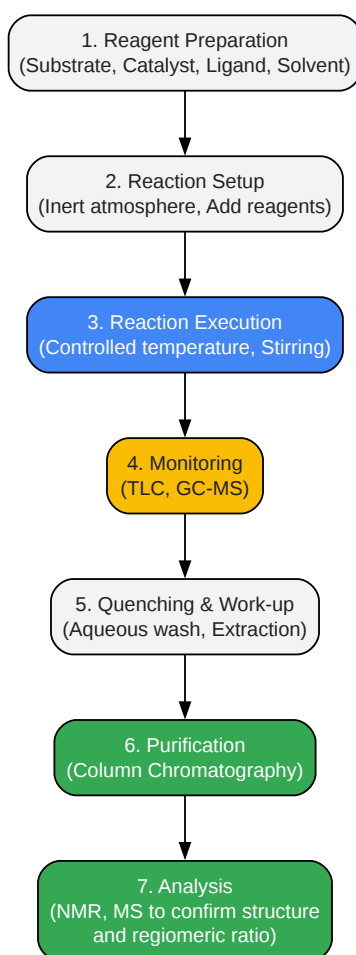 1. Reagent Preparation
(Substrate, Catalyst, Ligand, Solvent)
2. Reaction Setup
(Inert atmosphere, Add reagents)
3. Reaction Execution
(Controlled temperature, Stirring)
4. Monitoring
(TLC, GC-MS)
5. Quenching & Work-up
(Aqueous wash, Extraction)
6. Purification
(Column Chromatography)
7. Analysis
(NMR, MS to confirm structure
and regiomeric ratio)